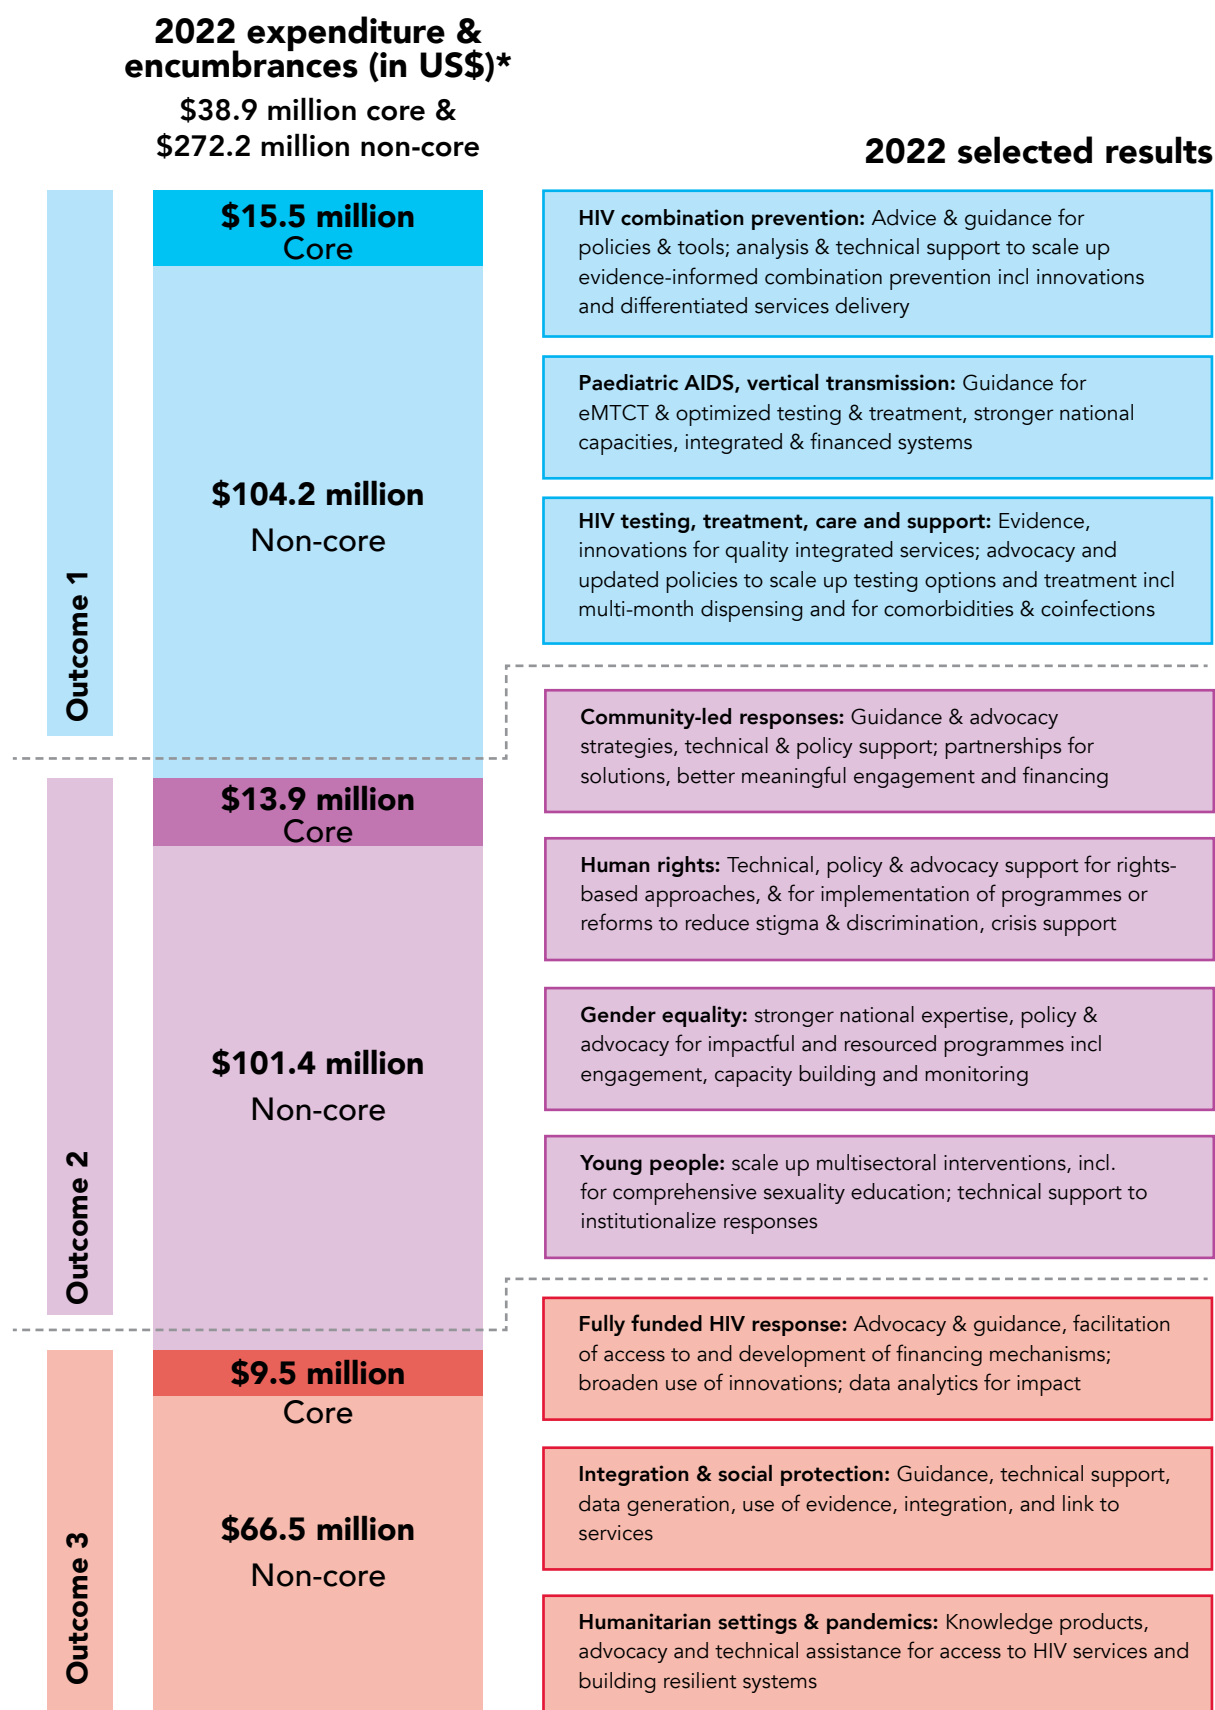 2022 expenditure &
encumbrances (in US$)*
$38.9 million core &
$272.2 million non-core
2022 selected results
Outcome 1
$15.5 million
Core
$104.2 million
Non-core
HIV combination prevention: Advice & guidance for
policies & tools; analysis & technical support to scale up
evidence-informed combination prevention incl innovations
and differentiated services delivery
Paediatric AIDS, vertical transmission: Guidance for
eMTCT & optimized testing & treatment, stronger national
capacities, integrated & financed systems
HIV testing, treatment, care and support: Evidence,
innovations for quality integrated services; advocacy and
updated policies to scale up testing options and treatment incl
multi-month dispensing and for comorbidities & coinfections
Outcome 2
$13.9 million
Core
$101.4 million
Non-core
Community-led responses: Guidance & advocacy
strategies, technical & policy support; partnerships for
solutions, better meaningful engagement and financing
Human rights: Technical, policy & advocacy support for rights-
based approaches, & for implementation of programmes or
reforms to reduce stigma & discrimination, crisis support
Gender equality: stronger national expertise, policy &
advocacy for impactful and resourced programmes incl
engagement, capacity building and monitoring
Young people: scale up multisectoral interventions, incl.
for comprehensive sexuality education; technical support to
institutionalize responses
Outcome 3
$9.5 million
Core
$66.5 million
Non-core
Fully funded HIV response: Advocacy & guidance, facilitation
of access to and development of financing mechanisms;
broaden use of innovations; data analytics for impact
Integration & social protection: Guidance, technical support,
data generation, use of evidence, integration, and link to
services
Humanitarian settings & pandemics: Knowledge products,
advocacy and technical assistance for access to HIV services and
building resilient systems